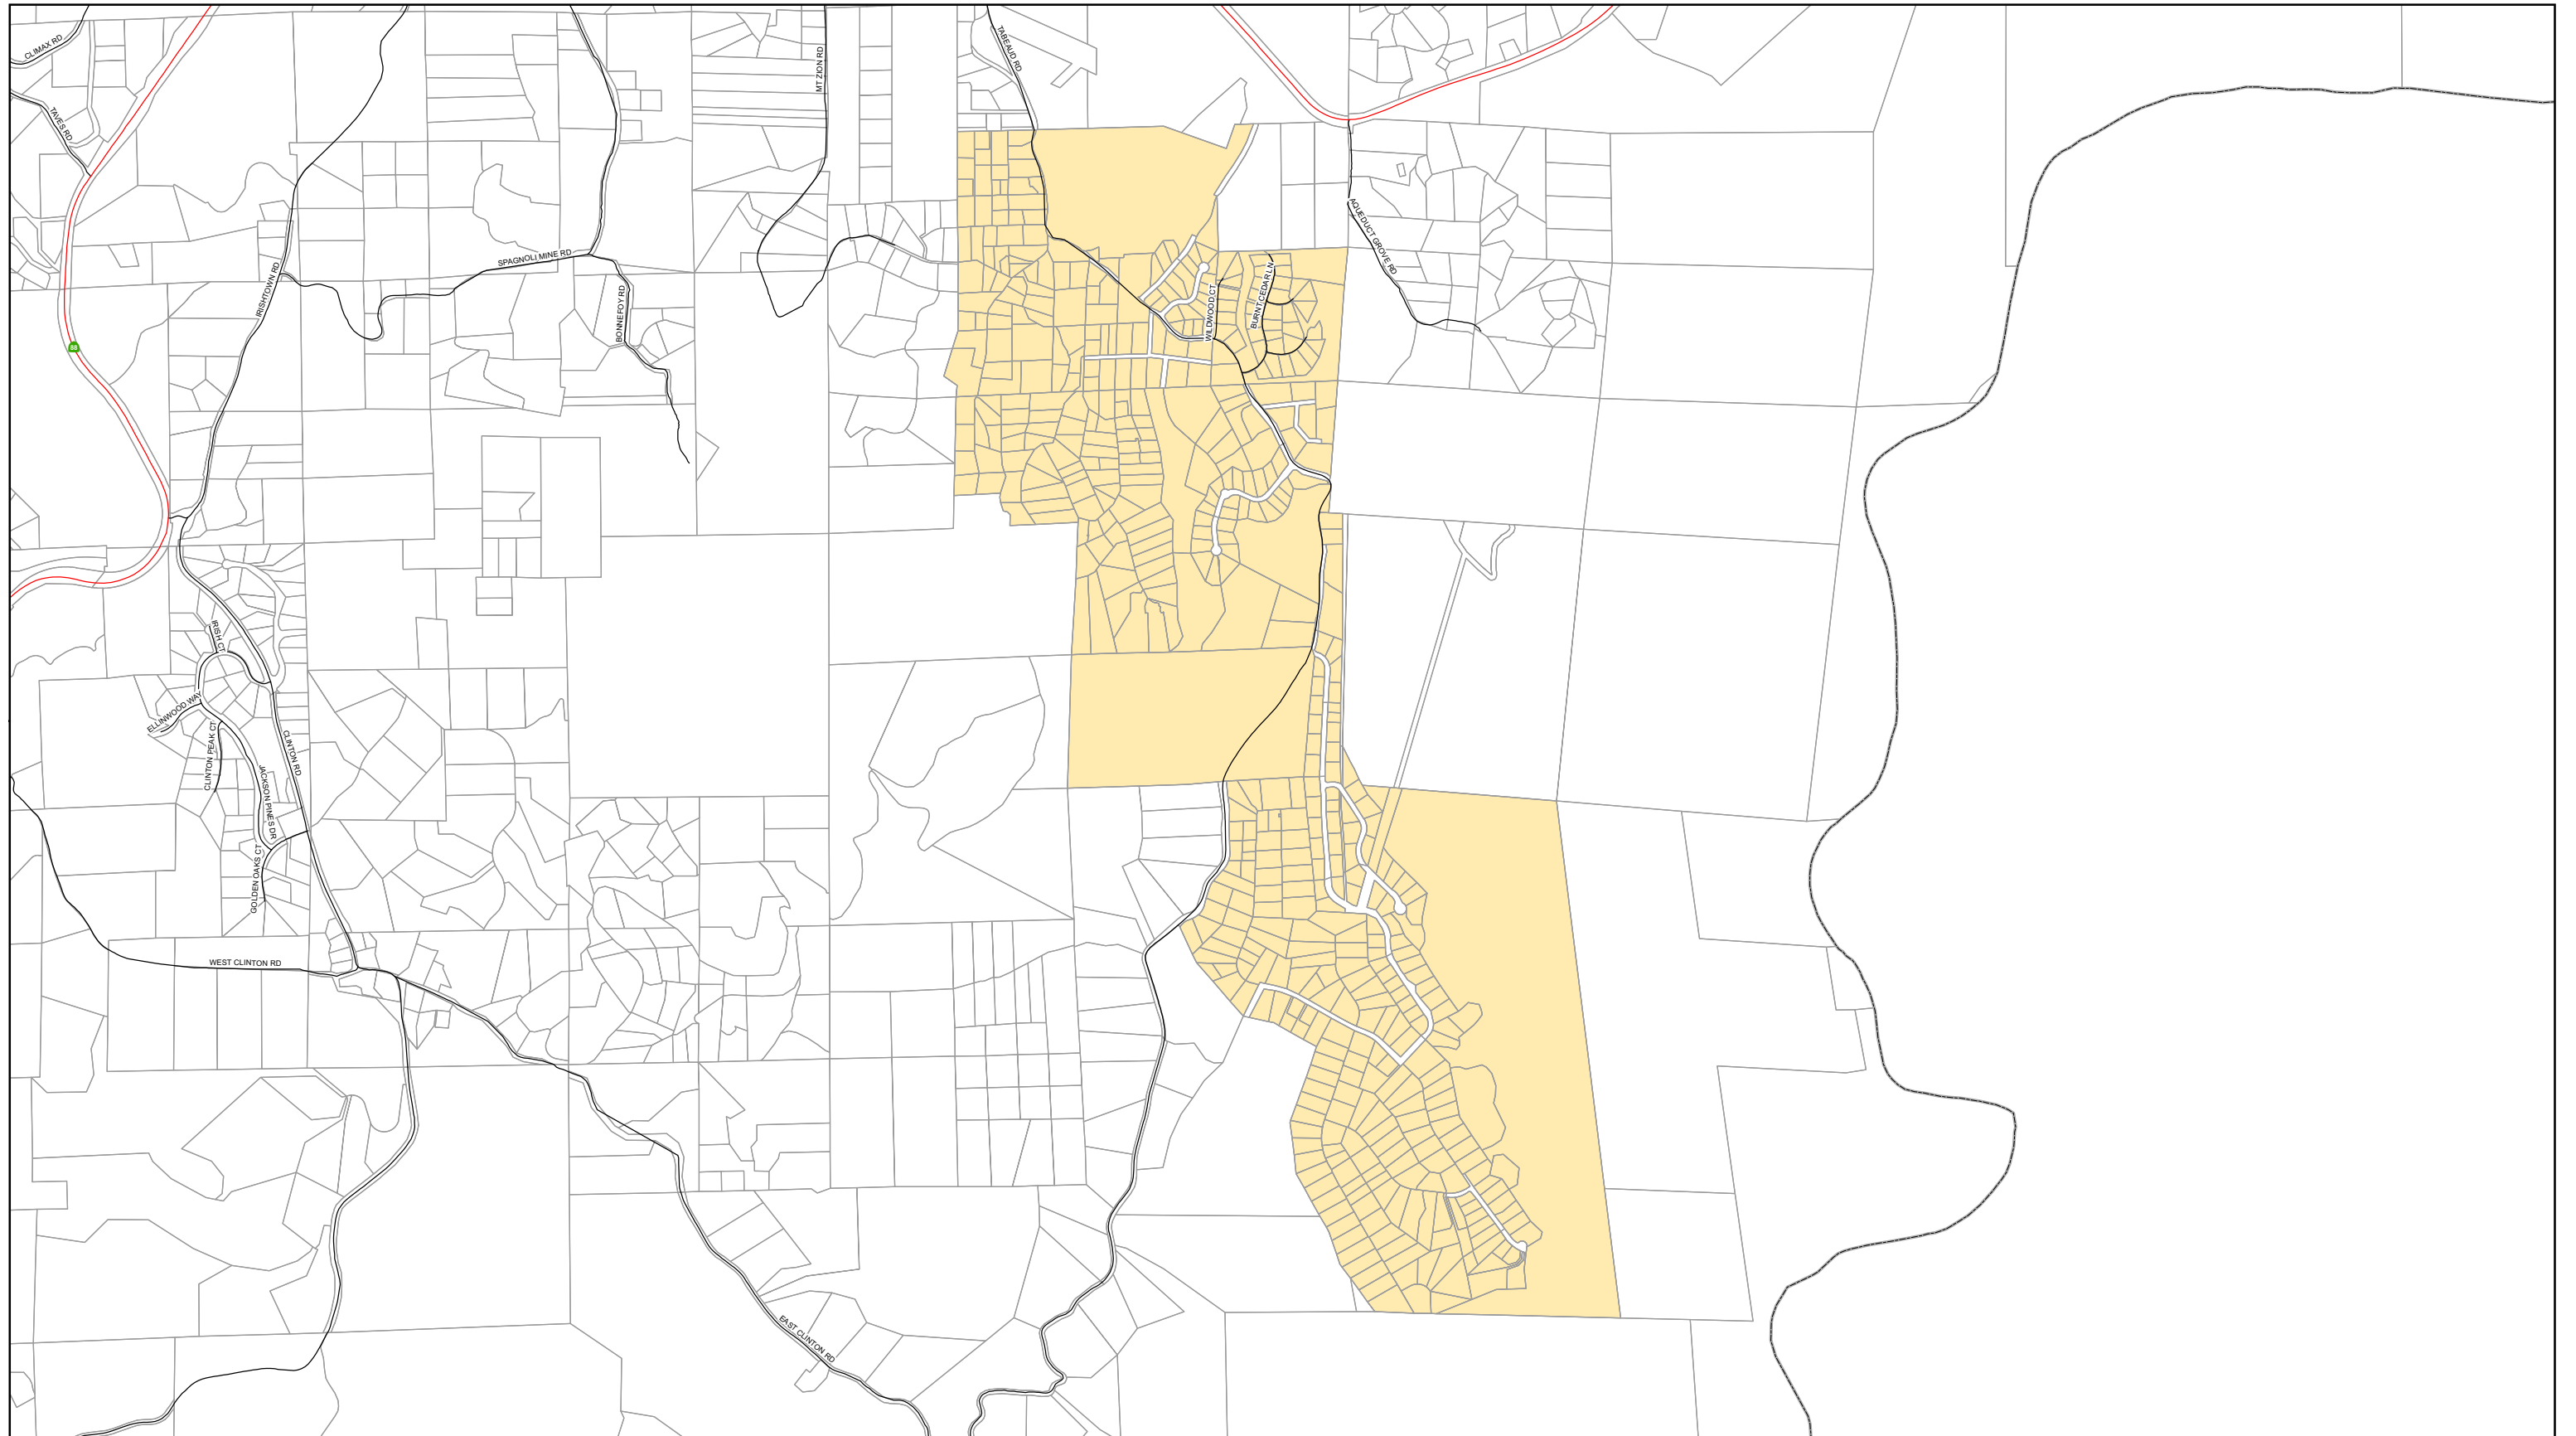 CLIMAX RD
TABEAUD RD
MT ZION RD
TAVES RD
AQUEDUCT GROVE RD
SPAGNOLI MINE RD
IRISHTOWN RD
BURNT CEDAR LN
WILDWOOD CT
BONNEFOY RD
88
IRISH CT
ELLINWOOD WAY
CLINTON PEAK CT
CLINTON RD
JACKSON PINES DR
GOLDEN OAKS CT
WEST CLINTON RD
EAST CLINTON RD